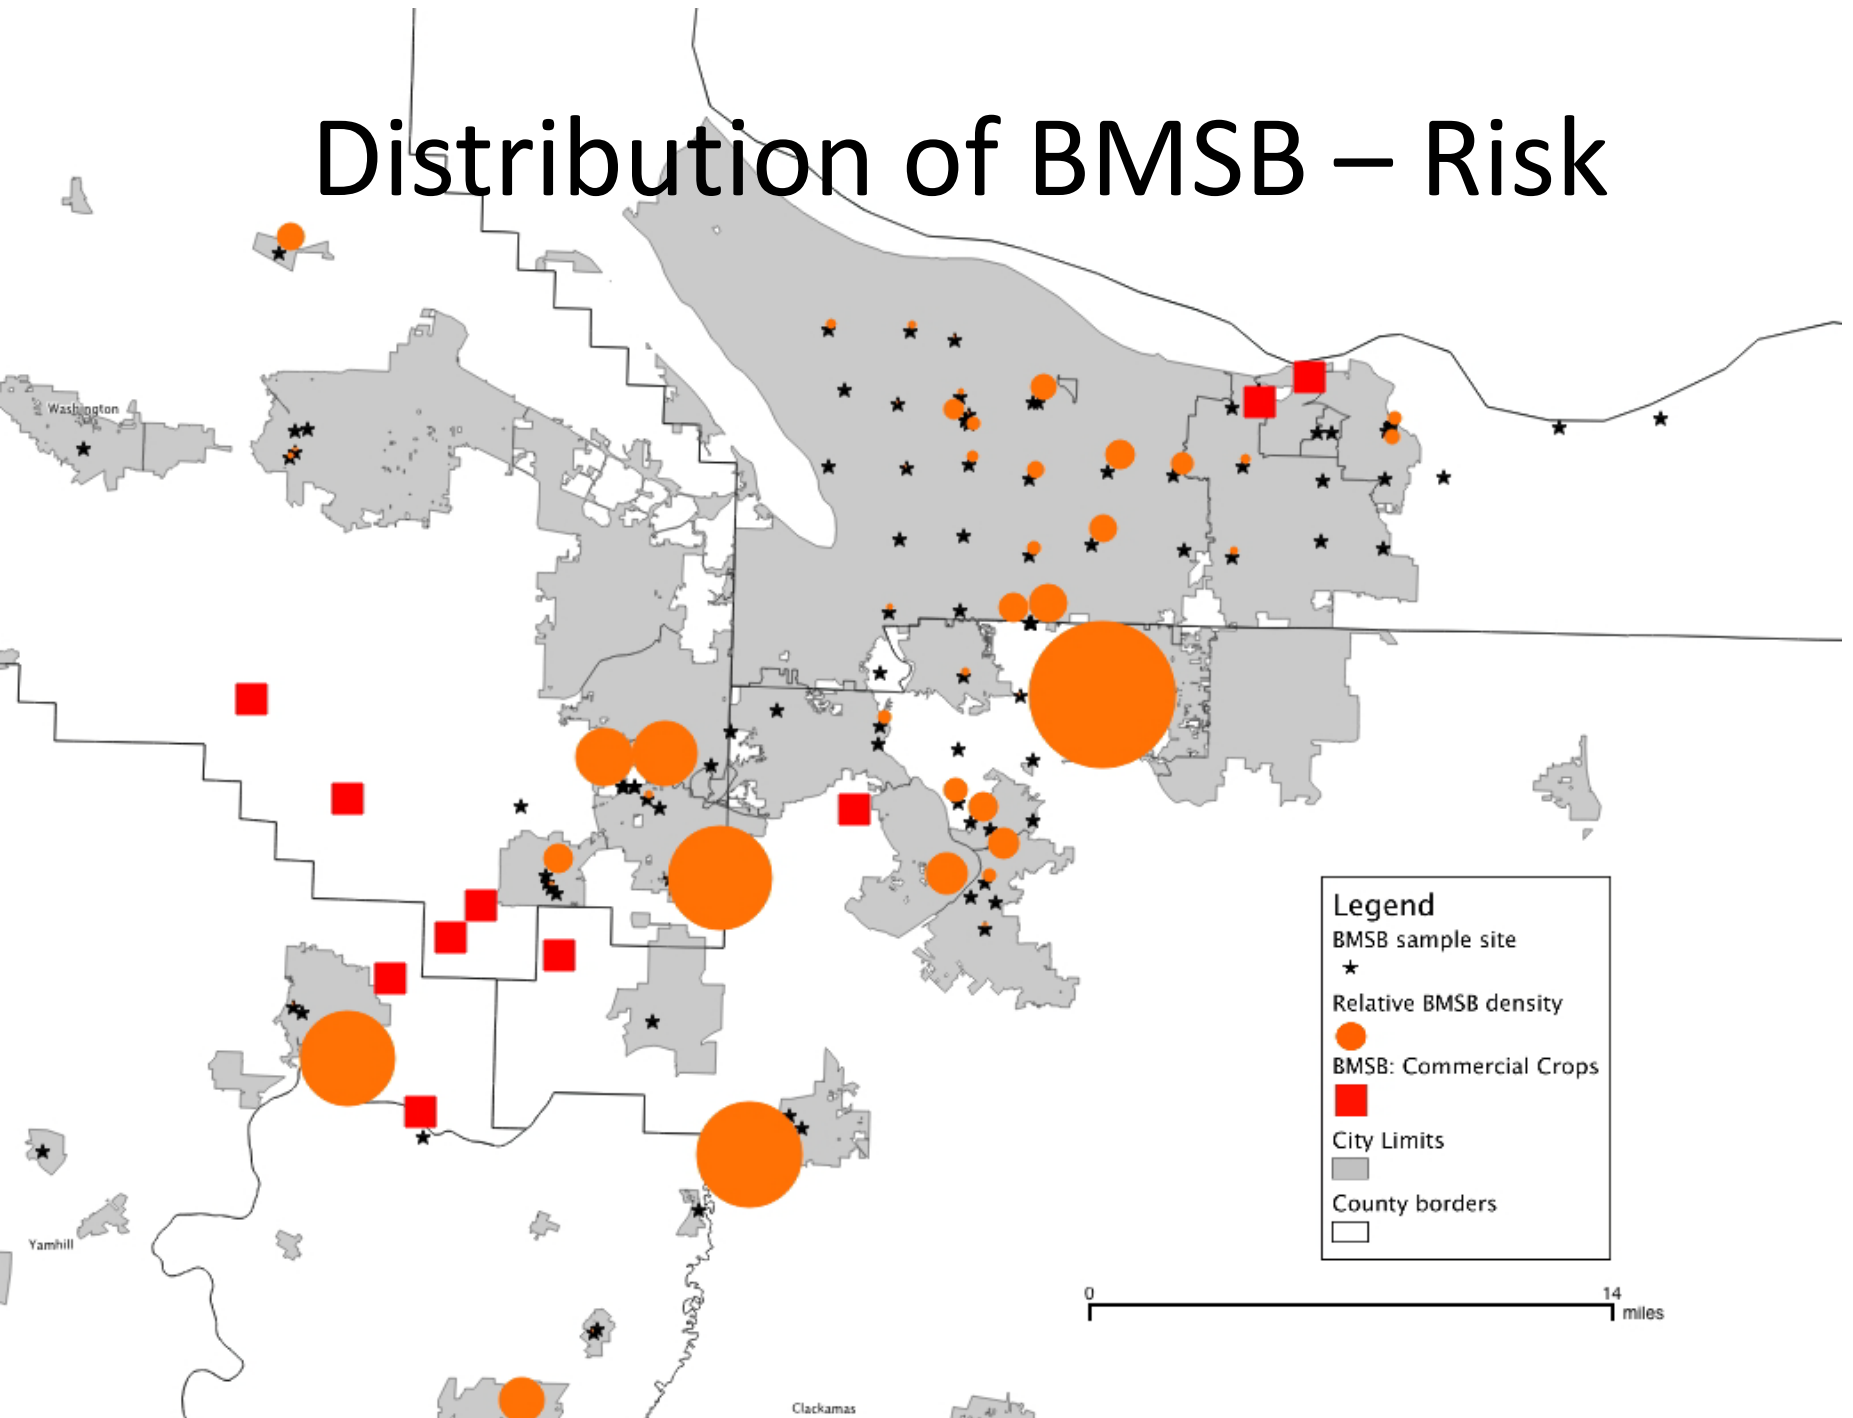 Distribution of BMSB – Risk
Washington
Legend
BMSB sample site
Relative BMSB density
BMSB: Commercial Crops
City Limits
County borders
Yamhill
0 14
miles
Clackamas